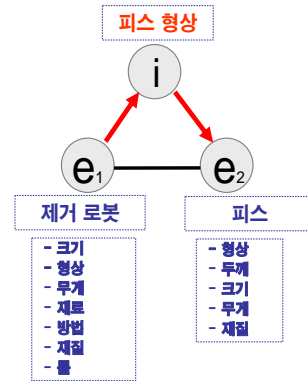 피스 형상
i
e1
e2
제거 로봇
피스
- 크기
- 형상
- 무게
- 재료
- 방법
- 재질
- 툴
- 형상
- 두께
- 크기
- 무게
- 재질